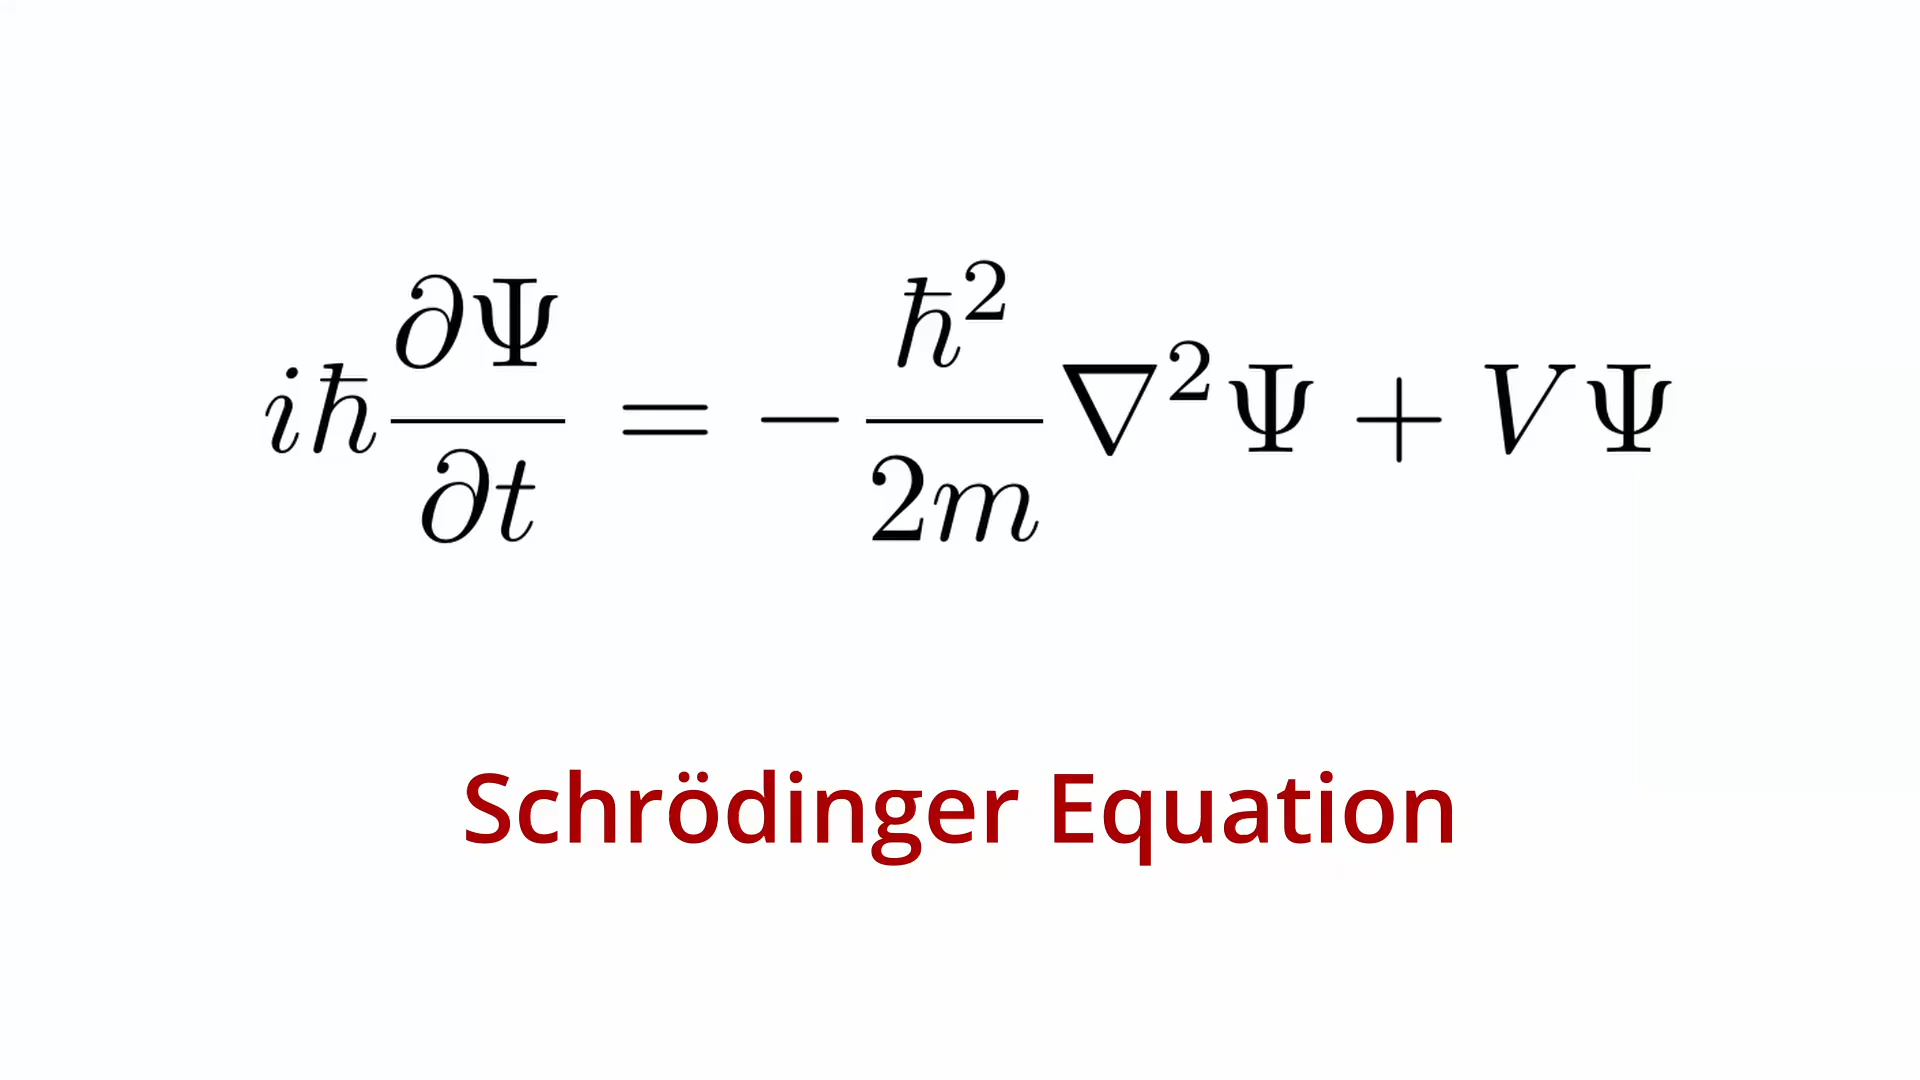 iħ ∂Ψ/∂t = −ħ²/2m ∇²Ψ + VΨ
Schrödinger Equation